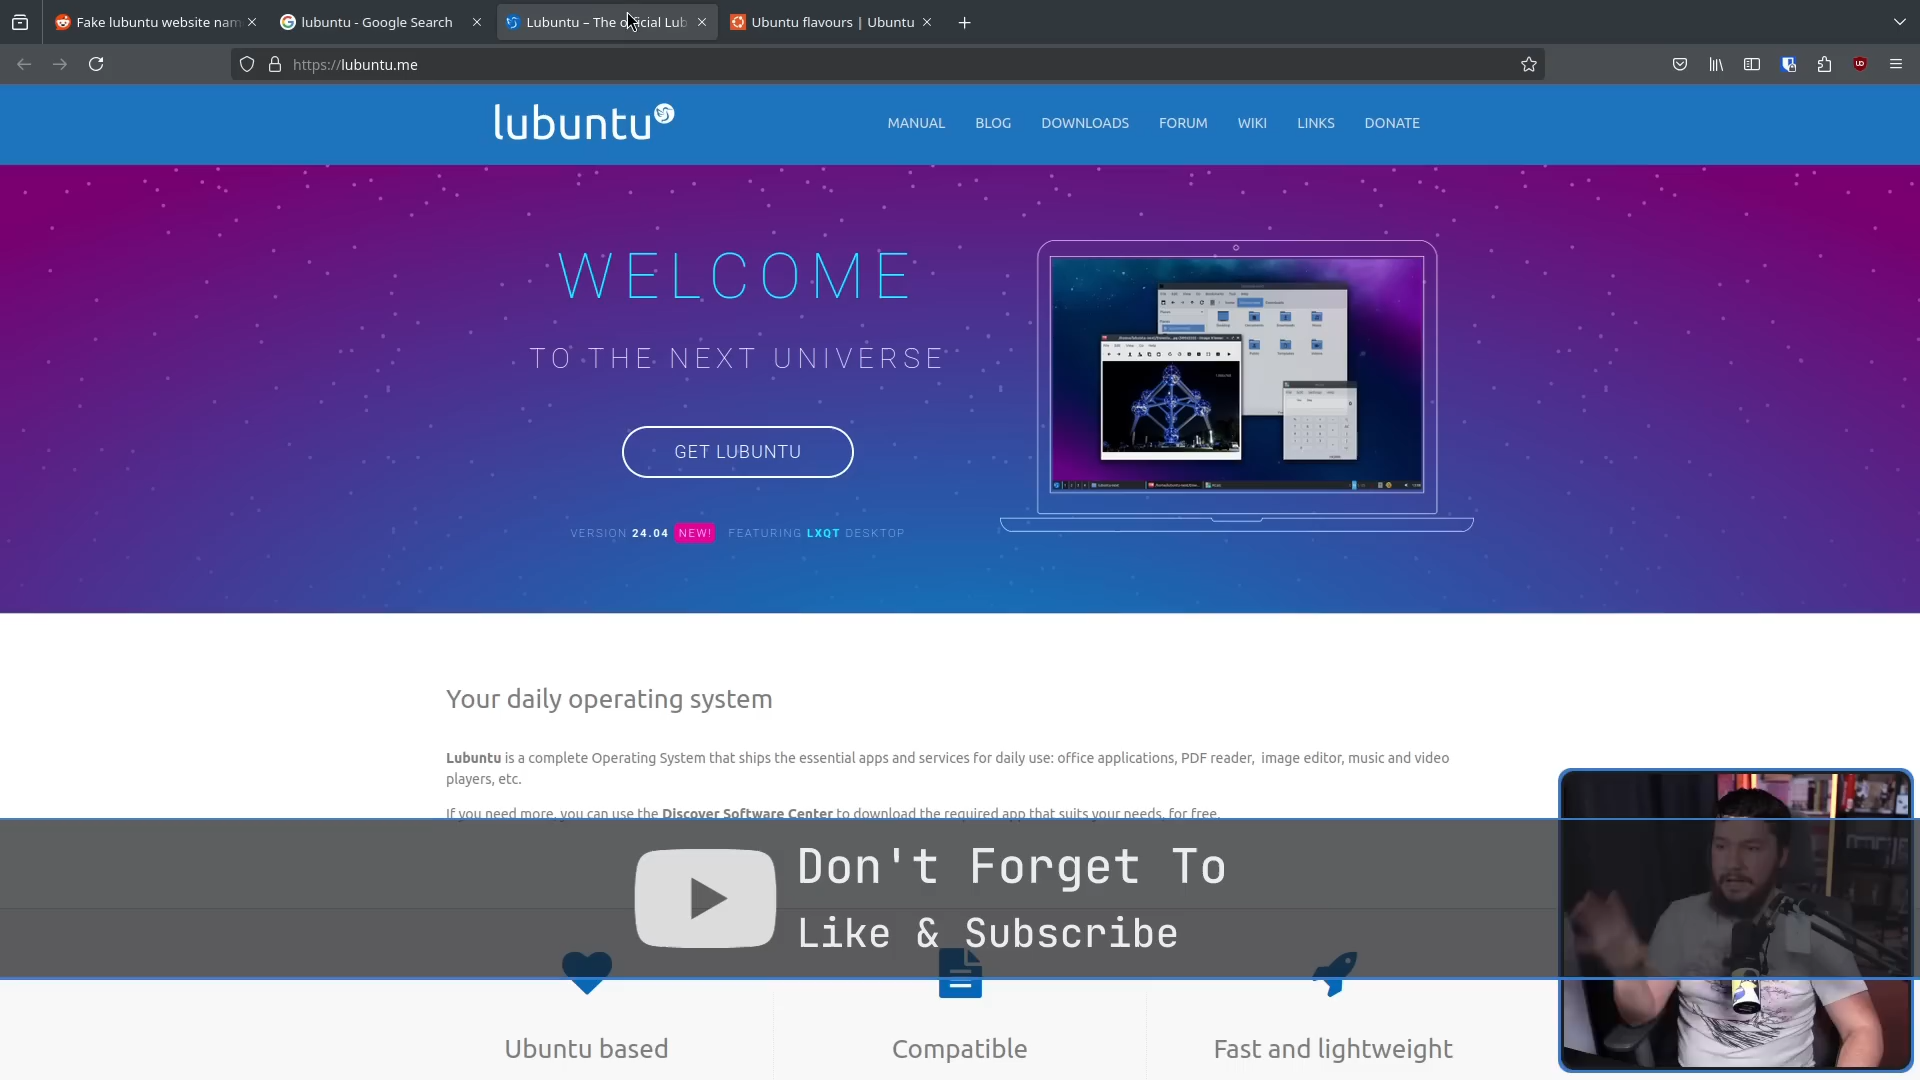 Fake lubuntu website nam
lubuntu - Google Search
Lubuntu – The official Lub
Ubuntu flavours | Ubuntu
https://lubuntu.me
lubuntu
MANUAL
BLOG
DOWNLOADS
FORUM
WIKI
LINKS
DONATE
WELCOME
TO THE NEXT UNIVERSE
GET LUBUNTU
VERSION 24.04 NEW! FEATURING LXQT DESKTOP
Your daily operating system
Lubuntu is a complete Operating System that ships the essential apps and services for daily use: office applications, PDF reader, image editor, music and video
players, etc.
If you need more, you can use the Discover Software Center to download the required app that suits your needs, for free.
Don't Forget To
Like & Subscribe
Ubuntu based
Compatible
Fast and lightweight